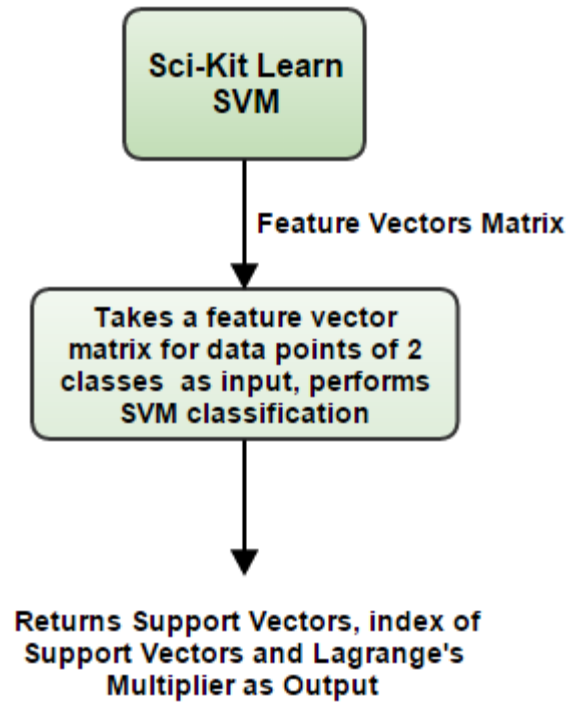 Sci-Kit Learn
SVM
Feature Vectors Matrix
Takes a feature vector
matrix for data points of 2
classes as input, performs
SVM classification
Returns Support Vectors, index of
Support Vectors and Lagrange's
Multiplier as Output